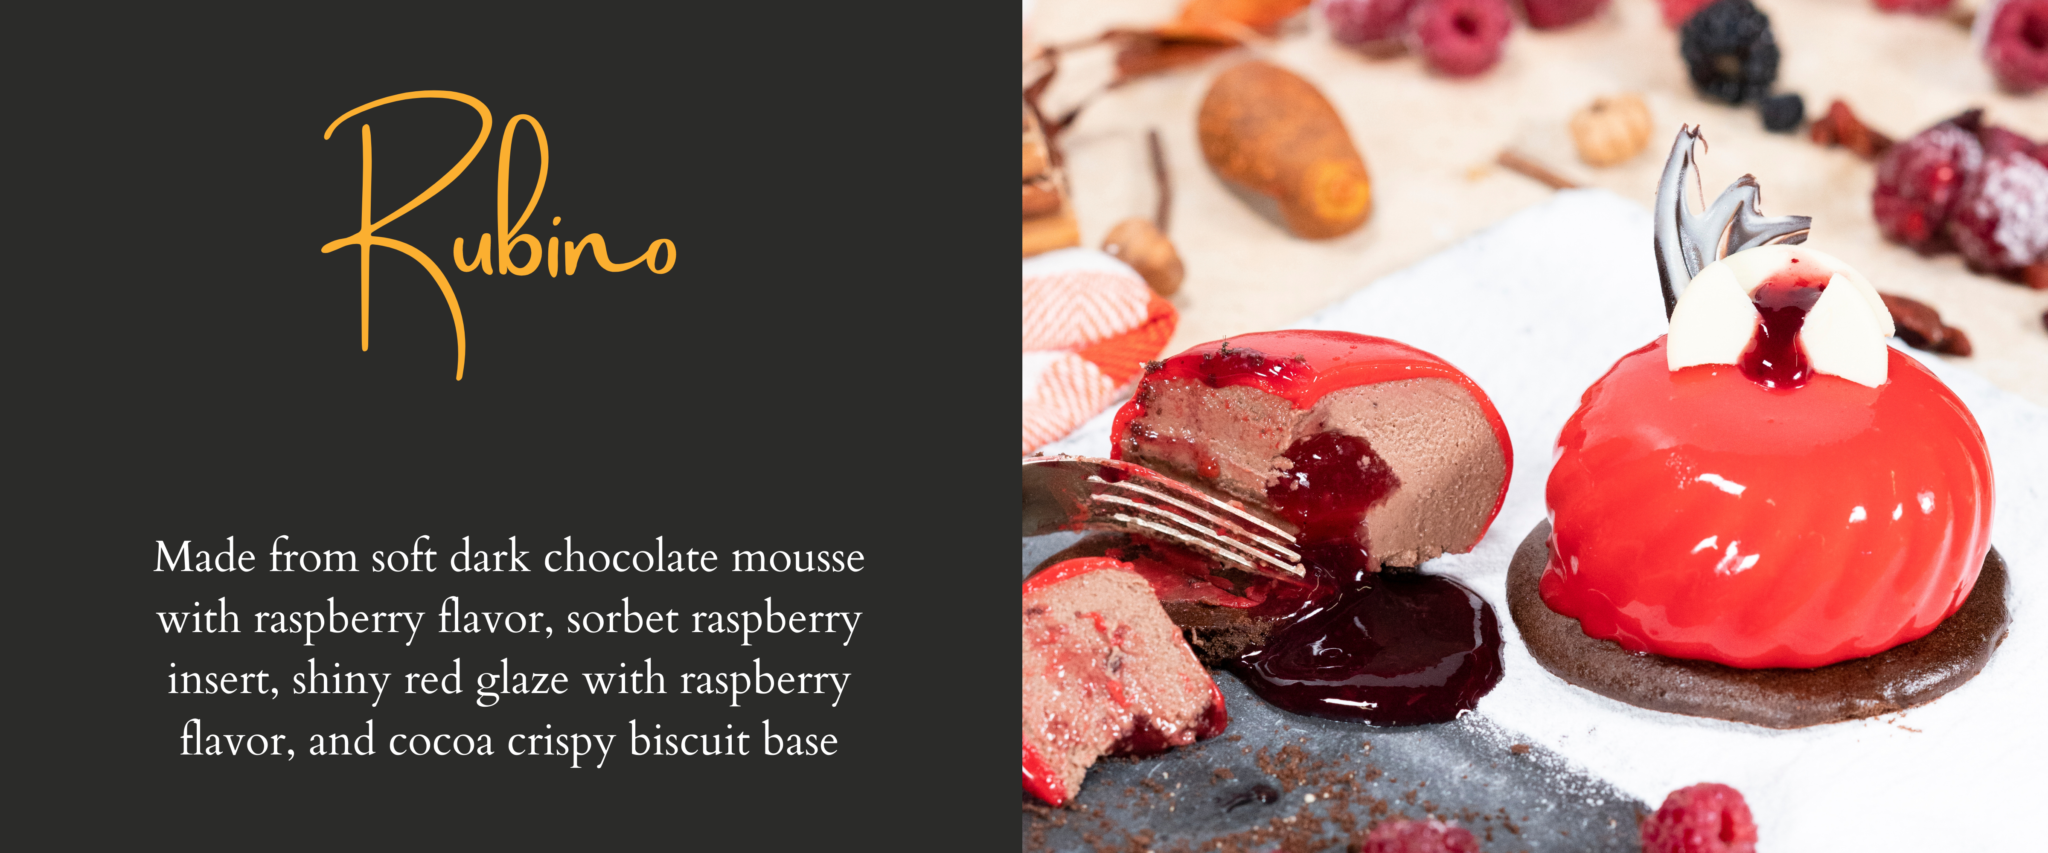 Rubino
Made from soft dark chocolate mousse
with raspberry flavor, sorbet raspberry
insert, shiny red glaze with raspberry
flavor, and cocoa crispy biscuit base